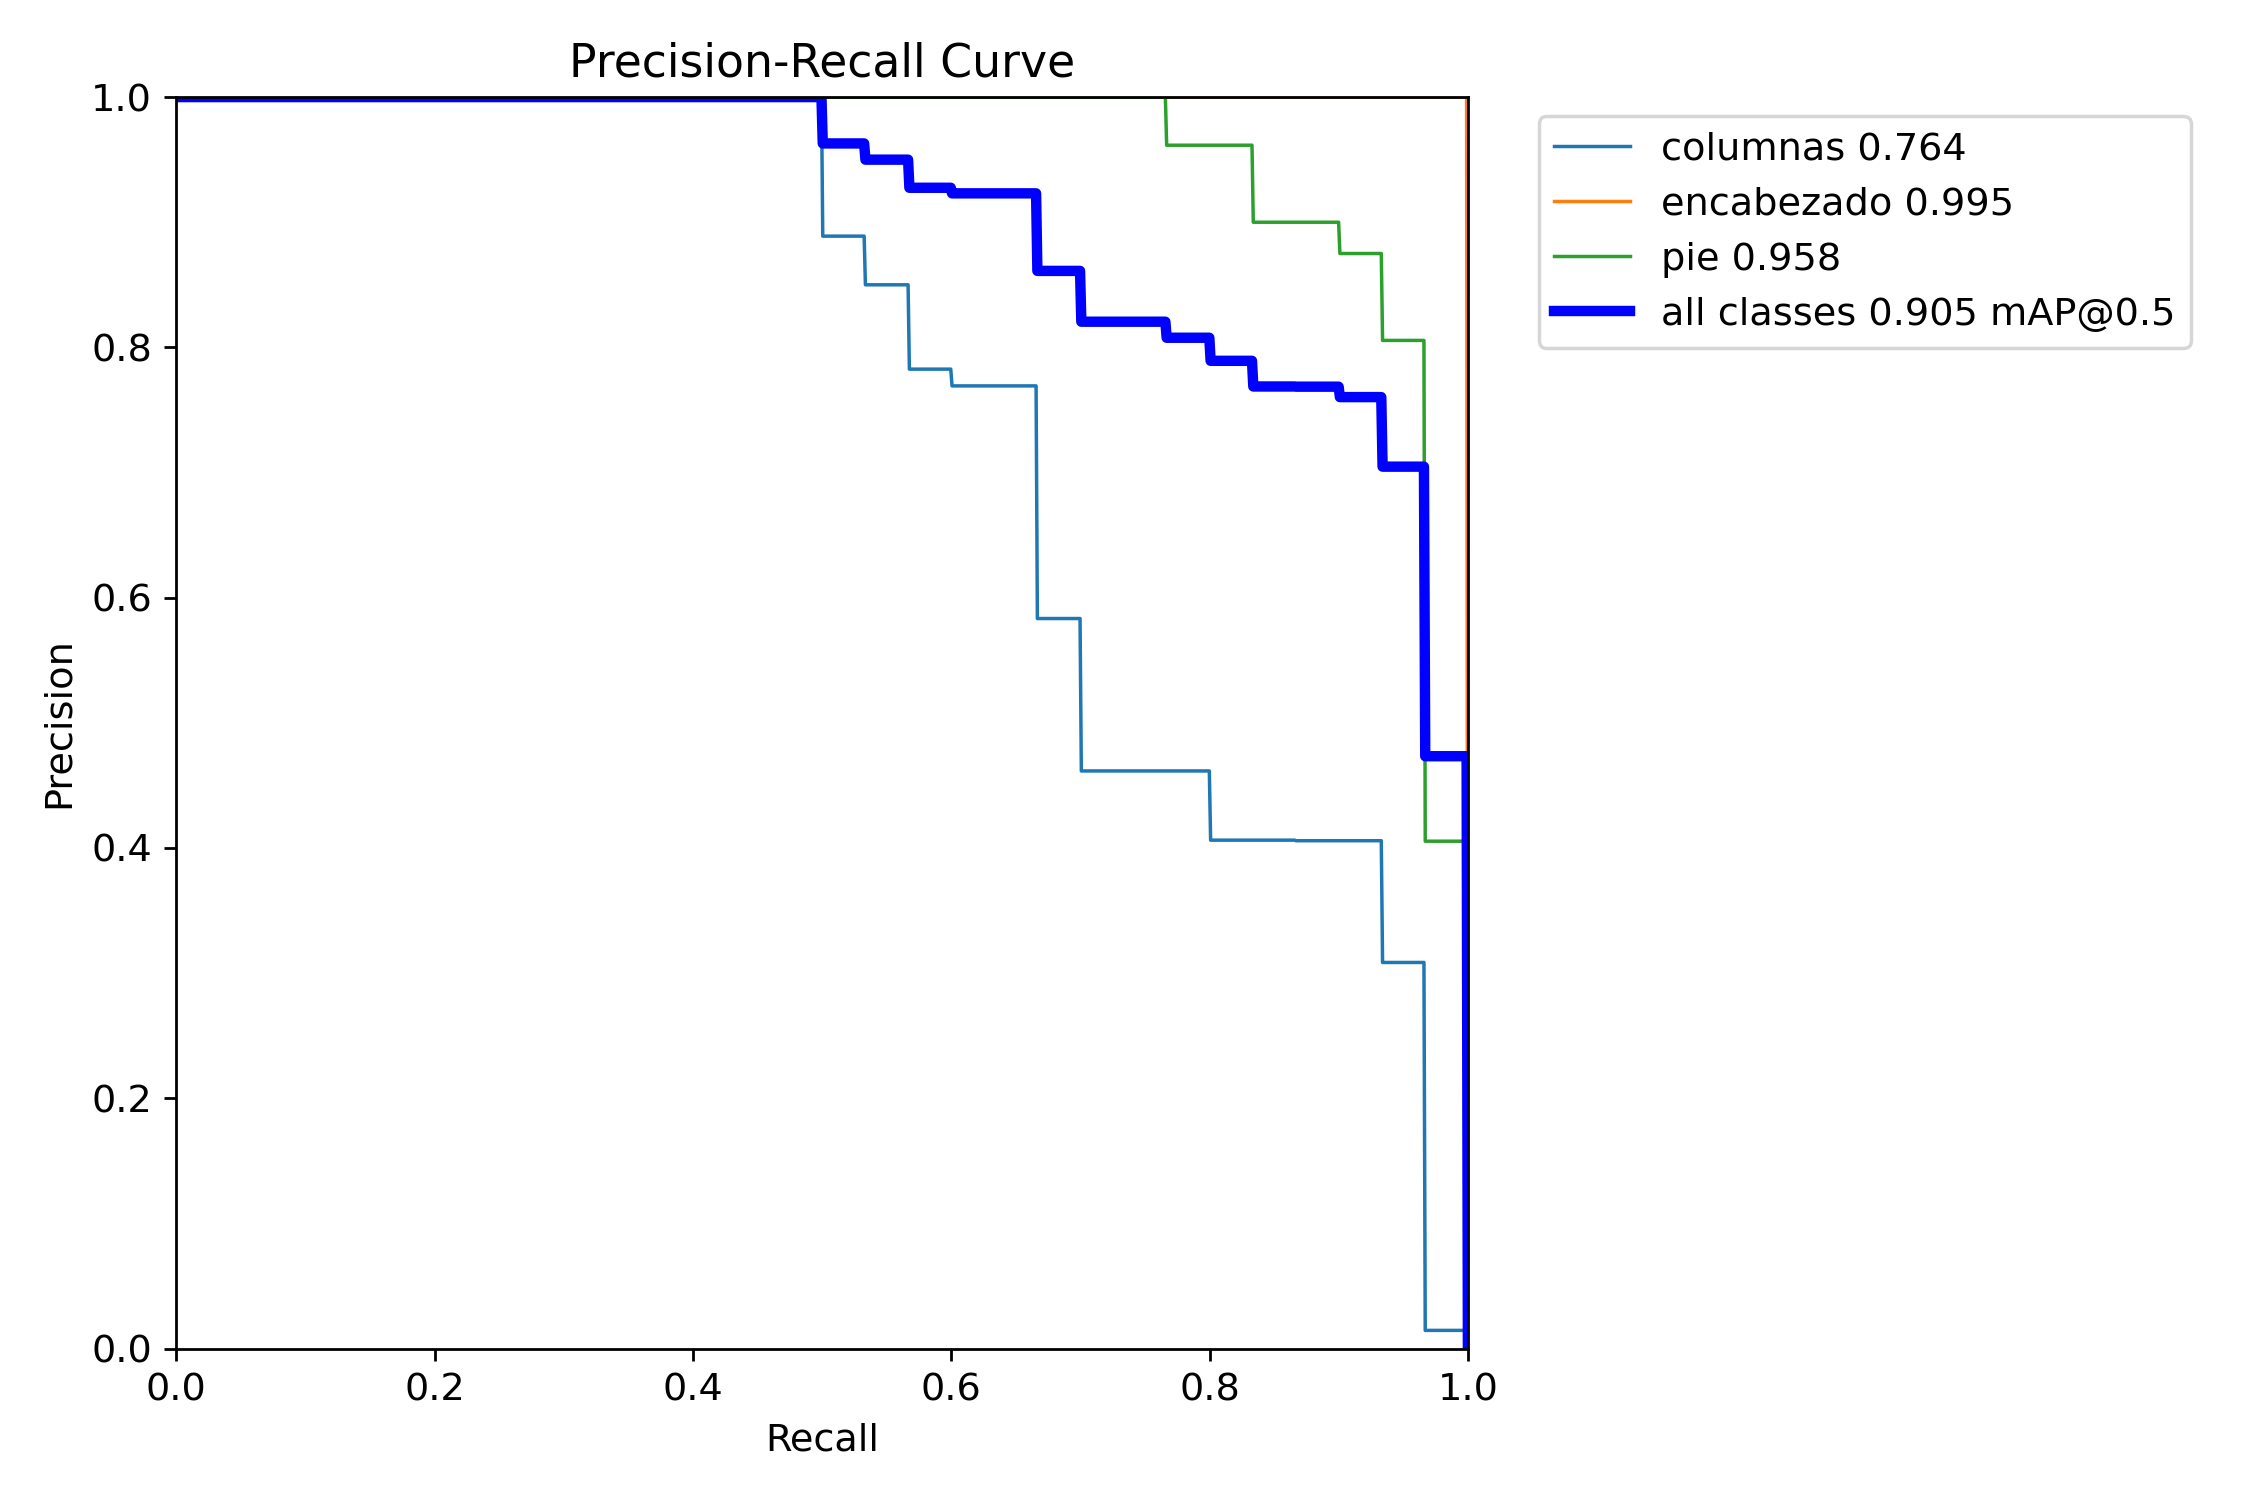 Precision-Recall Curve
1.0
0.8
0.6
0.4
0.2
0.0
Precision
0.0 0.2 0.4 0.6 0.8 1.0
Recall
columnas 0.764
encabezado 0.995
pie 0.958
all classes 0.905 mAP@0.5